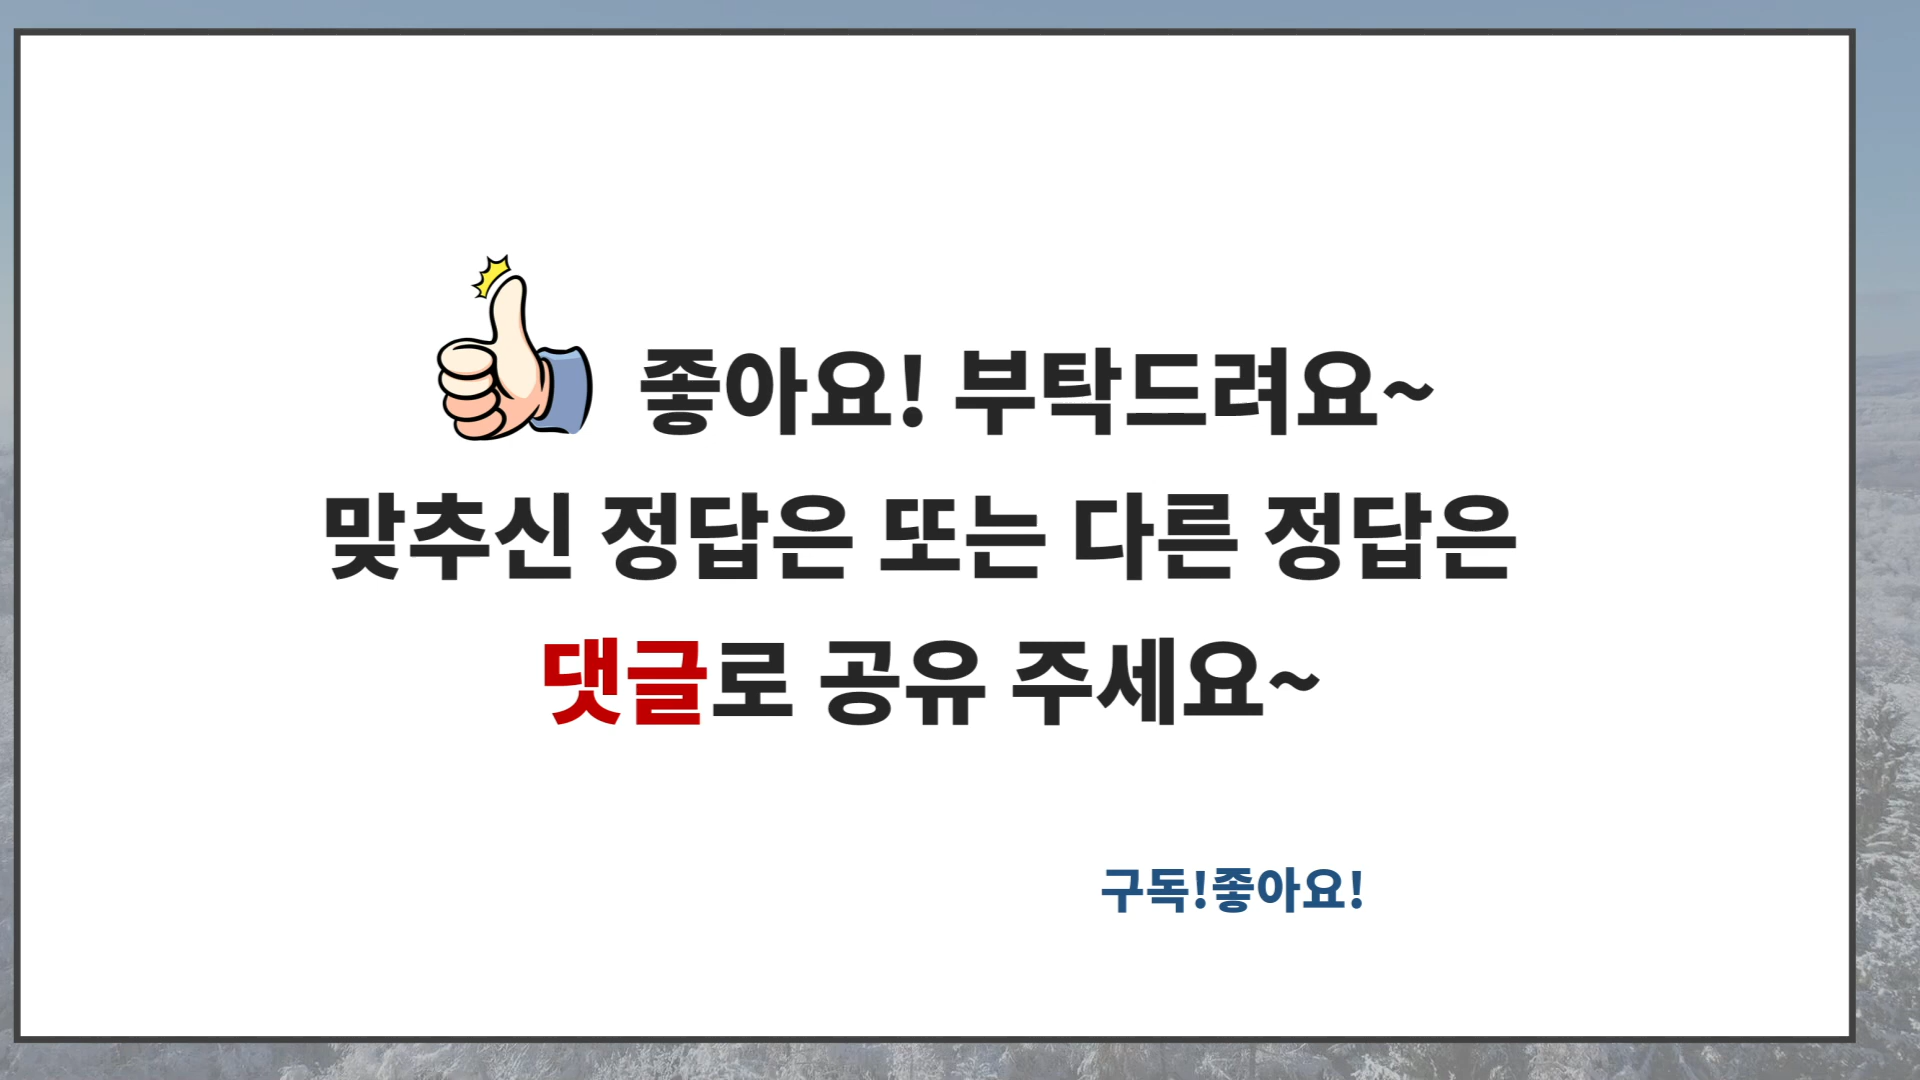 좋아요! 부탁드려요~
맞추신 정답은 또는 다른 정답은
댓글로 공유 주세요~
구독!좋아요!